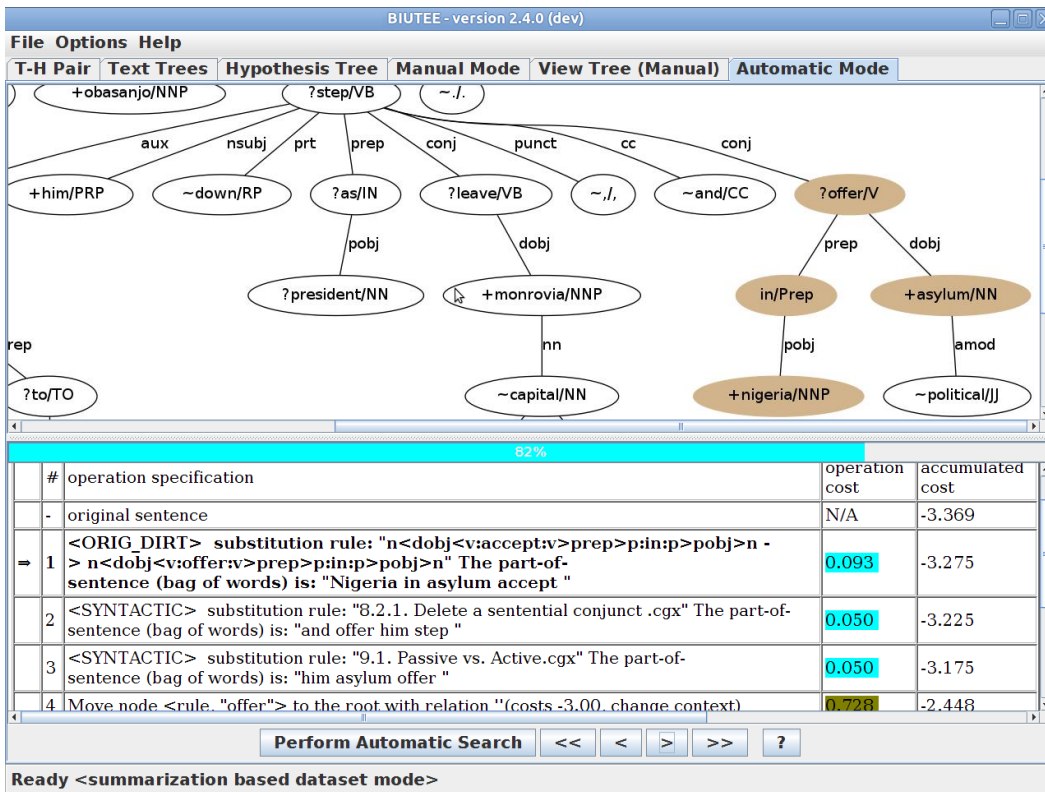 BIUTEE - version 2.4.0 (dev)
File Options Help
T-H Pair Text Trees Hypothesis Tree Manual Mode View Tree (Manual) Automatic Mode
+obasanjo/NNP ?step/VB ~./.
aux nsubj prt prep conj punct cc conj
+him/PRP ~down/RP ?as/IN ?leave/VB ~,/, ~and/CC ?offer/V
pobj dobj prep dobj
?president/NN +monrovia/NNP in/Prep +asylum/NN
rep nn pobj amod
?to/TO ~capital/NN +nigeria/NNP ~political/JJ
82%
# operation specification operation cost accumulated cost
- original sentence N/A -3.369
⇒ 1 <ORIG_DIRT> substitution rule: "n<dobj<v:accept:v>prep>p:in:p>pobj>n -
> n<dobj<v:offer:v>prep>p:in:p>pobj>n" The part-of-
sentence (bag of words) is: "Nigeria in asylum accept " 0.093 -3.275
2 <SYNTACTIC> substitution rule: "8.2.1. Delete a sentential conjunct .cgx" The part-of-
sentence (bag of words) is: "and offer him step " 0.050 -3.225
3 <SYNTACTIC> substitution rule: "9.1. Passive vs. Active.cgx" The part-of-
sentence (bag of words) is: "him asylum offer " 0.050 -3.175
4 Move node <rule, "offer"> to the root with relation ''(costs -3.00, change context) 0.728 -2.448
Perform Automatic Search << < > >> ?
Ready <summarization based dataset mode>